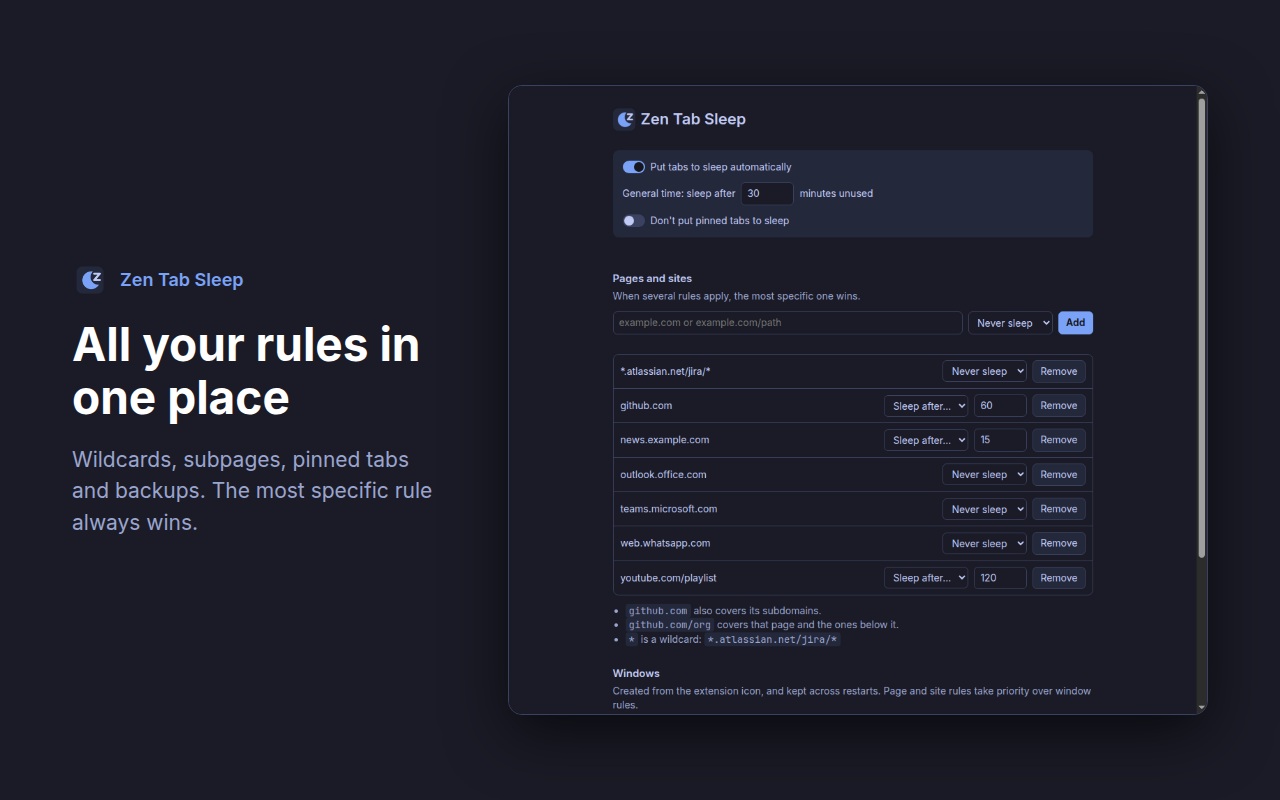 Zen Tab Sleep
All your rules in
one place
Wildcards, subpages, pinned tabs
and backups. The most specific rule
always wins.
Zen Tab Sleep
Put tabs to sleep automatically
General time: sleep after 30 minutes unused
Don't put pinned tabs to sleep
Pages and sites
When several rules apply, the most specific one wins.
example.com or example.com/path Never sleep Add
*.atlassian.net/jira/* Never sleep Remove
github.com Sleep after... 60 Remove
news.example.com Sleep after... 15 Remove
outlook.office.com Never sleep Remove
teams.microsoft.com Never sleep Remove
web.whatsapp.com Never sleep Remove
youtube.com/playlist Sleep after... 120 Remove
• github.com also covers its subdomains.
• github.com/org covers that page and the ones below it.
• * is a wildcard: *.atlassian.net/jira/*
Windows
Created from the extension icon, and kept across restarts. Page and site rules take priority over window
rules.